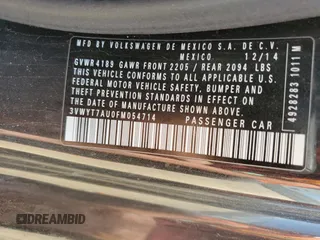 MFD BY VOLKSWAGEN DE MEXICO S.A. DE C.V.
MEXICO 12/14
GVWR 4189 GAWR FRONT 2205 / REAR 2094 LBS
THIS VEHICLE CONFORMS TO ALL APPLICABLE
FEDERAL MOTOR VEHICLE SAFETY, BUMPER, AND
THEFT PREVENTION STANDARDS IN EFFECT ON THE
DATE OF MANUFACTURE SHOWN ABOVE.
3VWYT7AU0FM054714 PASSENGER CAR
4928283 1011 M
DREAMBID